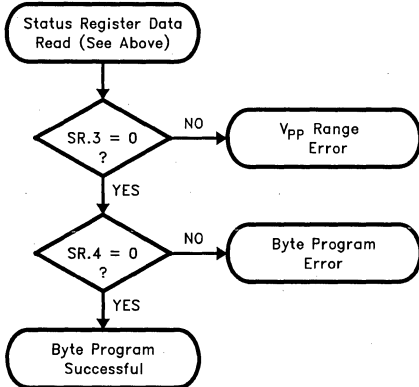 Status Register Data
Read (See Above)
SR.3 = 0
?
NO
VPP Range
Error
YES
SR.4 = 0
?
NO
Byte Program
Error
YES
Byte Program
Successful